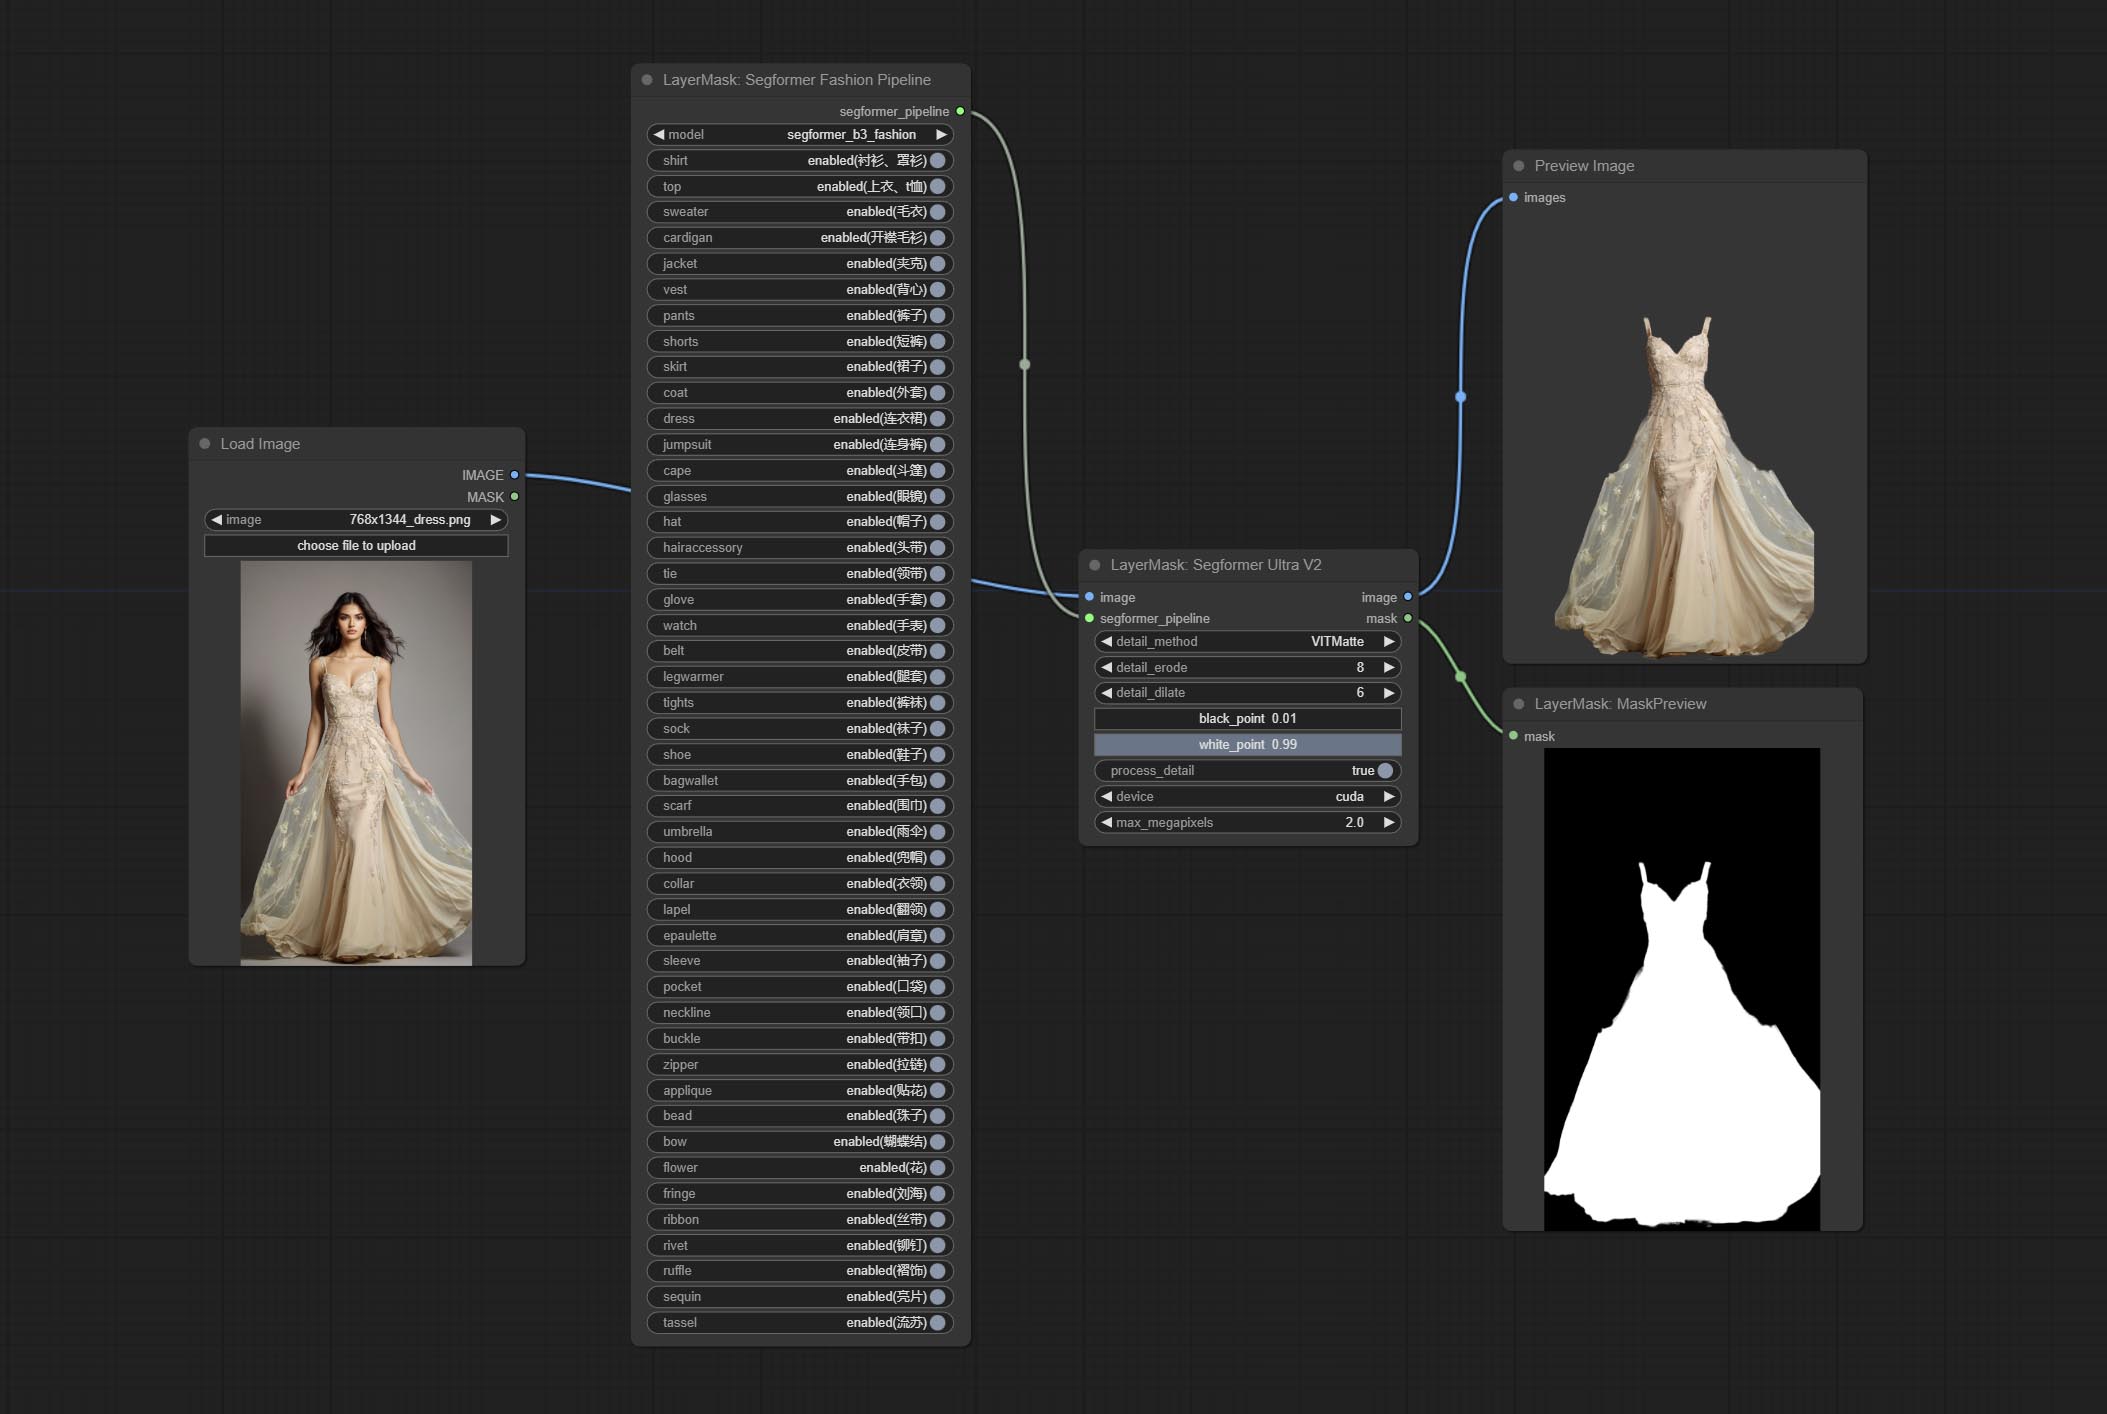 Load Image
IMAGE
MASK
image 768x1344_dress.png
choose file to upload
LayerMask: Segformer Fashion Pipeline
segformer_pipeline
model segformer_b3_fashion
shirt enabled(衬衫、罩衫)
top enabled(上衣、t恤)
sweater enabled(毛衣)
cardigan enabled(开襟毛衫)
jacket enabled(夹克)
vest enabled(背心)
pants enabled(裤子)
shorts enabled(短裤)
skirt enabled(裙子)
coat enabled(外套)
dress enabled(连衣裙)
jumpsuit enabled(连身裤)
cape enabled(斗篷)
glasses enabled(眼镜)
hat enabled(帽子)
hairaccessory enabled(头带)
tie enabled(领带)
glove enabled(手套)
watch enabled(手表)
belt enabled(皮带)
legwarmer enabled(腿套)
tights enabled(裤袜)
sock enabled(袜子)
shoe enabled(鞋子)
bagwallet enabled(手包)
scarf enabled(围巾)
umbrella enabled(雨伞)
hood enabled(兜帽)
collar enabled(衣领)
lapel enabled(翻领)
epaulette enabled(肩章)
sleeve enabled(袖子)
pocket enabled(口袋)
neckline enabled(领口)
buckle enabled(带扣)
zipper enabled(拉链)
applique enabled(贴花)
bead enabled(珠子)
bow enabled(蝴蝶结)
flower enabled(花)
fringe enabled(刘海)
ribbon enabled(丝带)
rivet enabled(铆钉)
ruffle enabled(褶饰)
sequin enabled(亮片)
tassel enabled(流苏)
LayerMask: Segformer Ultra V2
image image
segformer_pipeline mask
detail_method VITMatte
detail_erode 8
detail_dilate 6
black_point 0.01
white_point 0.99
process_detail true
device cuda
max_megapixels 2.0
Preview Image
images
LayerMask: MaskPreview
mask